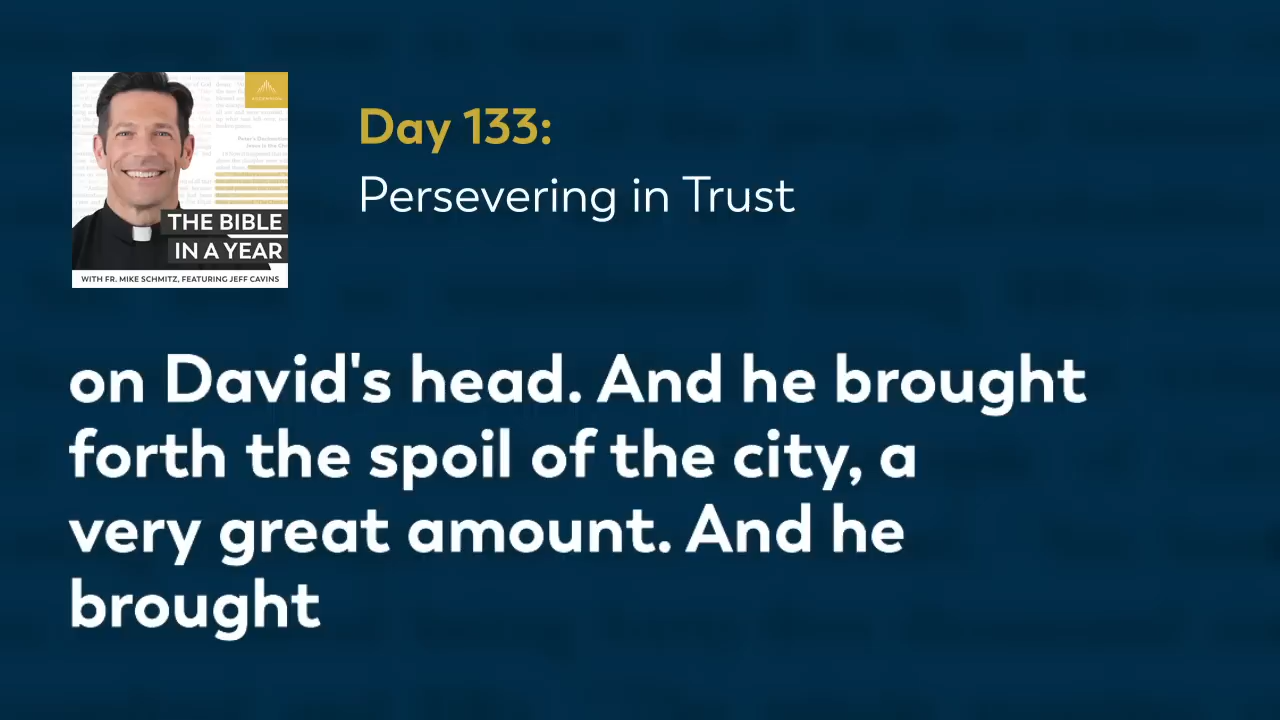 Day 133:
Persevering in Trust
THE BIBLE
IN A YEAR
WITH FR. MIKE SCHMITZ, FEATURING JEFF CAVINS
on David's head. And he brought
forth the spoil of the city, a
very great amount. And he
brought